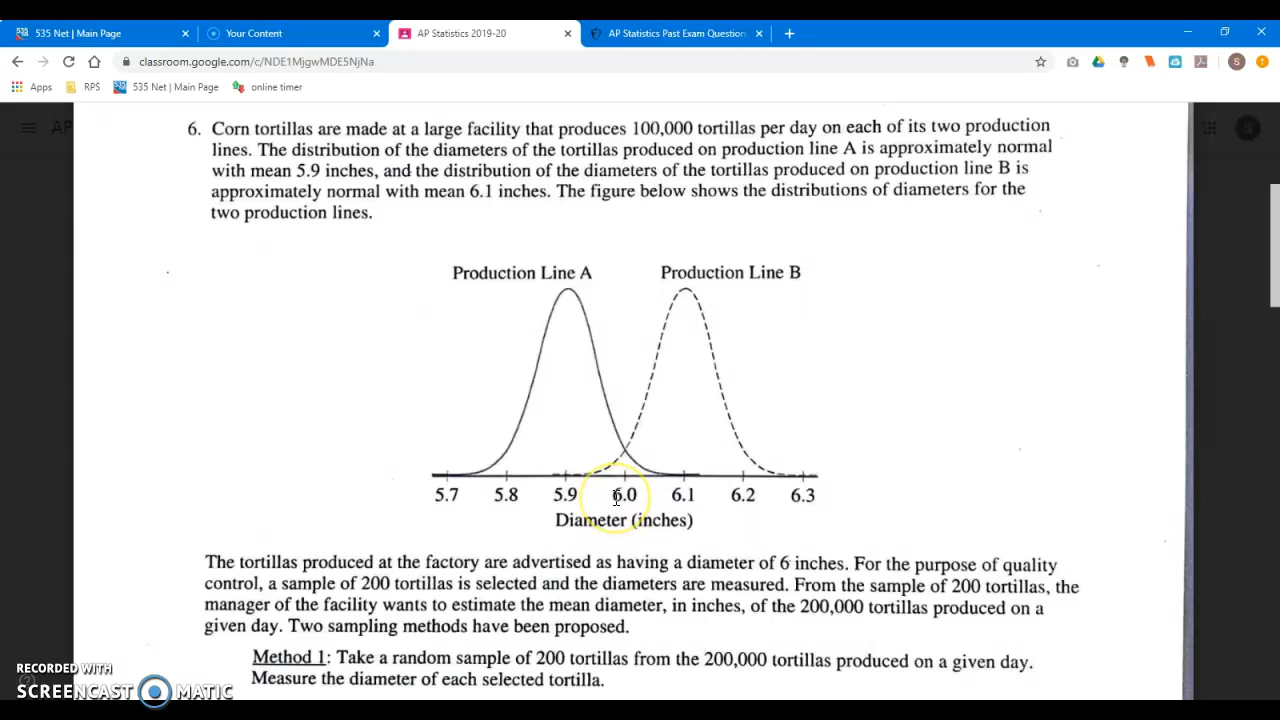 535 Net | Main Page
Your Content
AP Statistics 2019-20
AP Statistics Past Exam Question
classroom.google.com/c/NDE1MjgwMDE5NjNa
Apps
RPS
535 Net | Main Page
online timer
S
6. Corn tortillas are made at a large facility that produces 100,000 tortillas per day on each of its two production
lines. The distribution of the diameters of the tortillas produced on production line A is approximately normal
with mean 5.9 inches, and the distribution of the diameters of the tortillas produced on production line B is
approximately normal with mean 6.1 inches. The figure below shows the distributions of diameters for the
two production lines.
Production Line A Production Line B
5.7 5.8 5.9 6.0 6.1 6.2 6.3
Diameter (inches)
The tortillas produced at the factory are advertised as having a diameter of 6 inches. For the purpose of quality
control, a sample of 200 tortillas is selected and the diameters are measured. From the sample of 200 tortillas, the
manager of the facility wants to estimate the mean diameter, in inches, of the 200,000 tortillas produced on a
given day. Two sampling methods have been proposed.
Method 1: Take a random sample of 200 tortillas from the 200,000 tortillas produced on a given day.
Measure the diameter of each selected tortilla.
RECORDED WITH
SCREENCAST MATIC